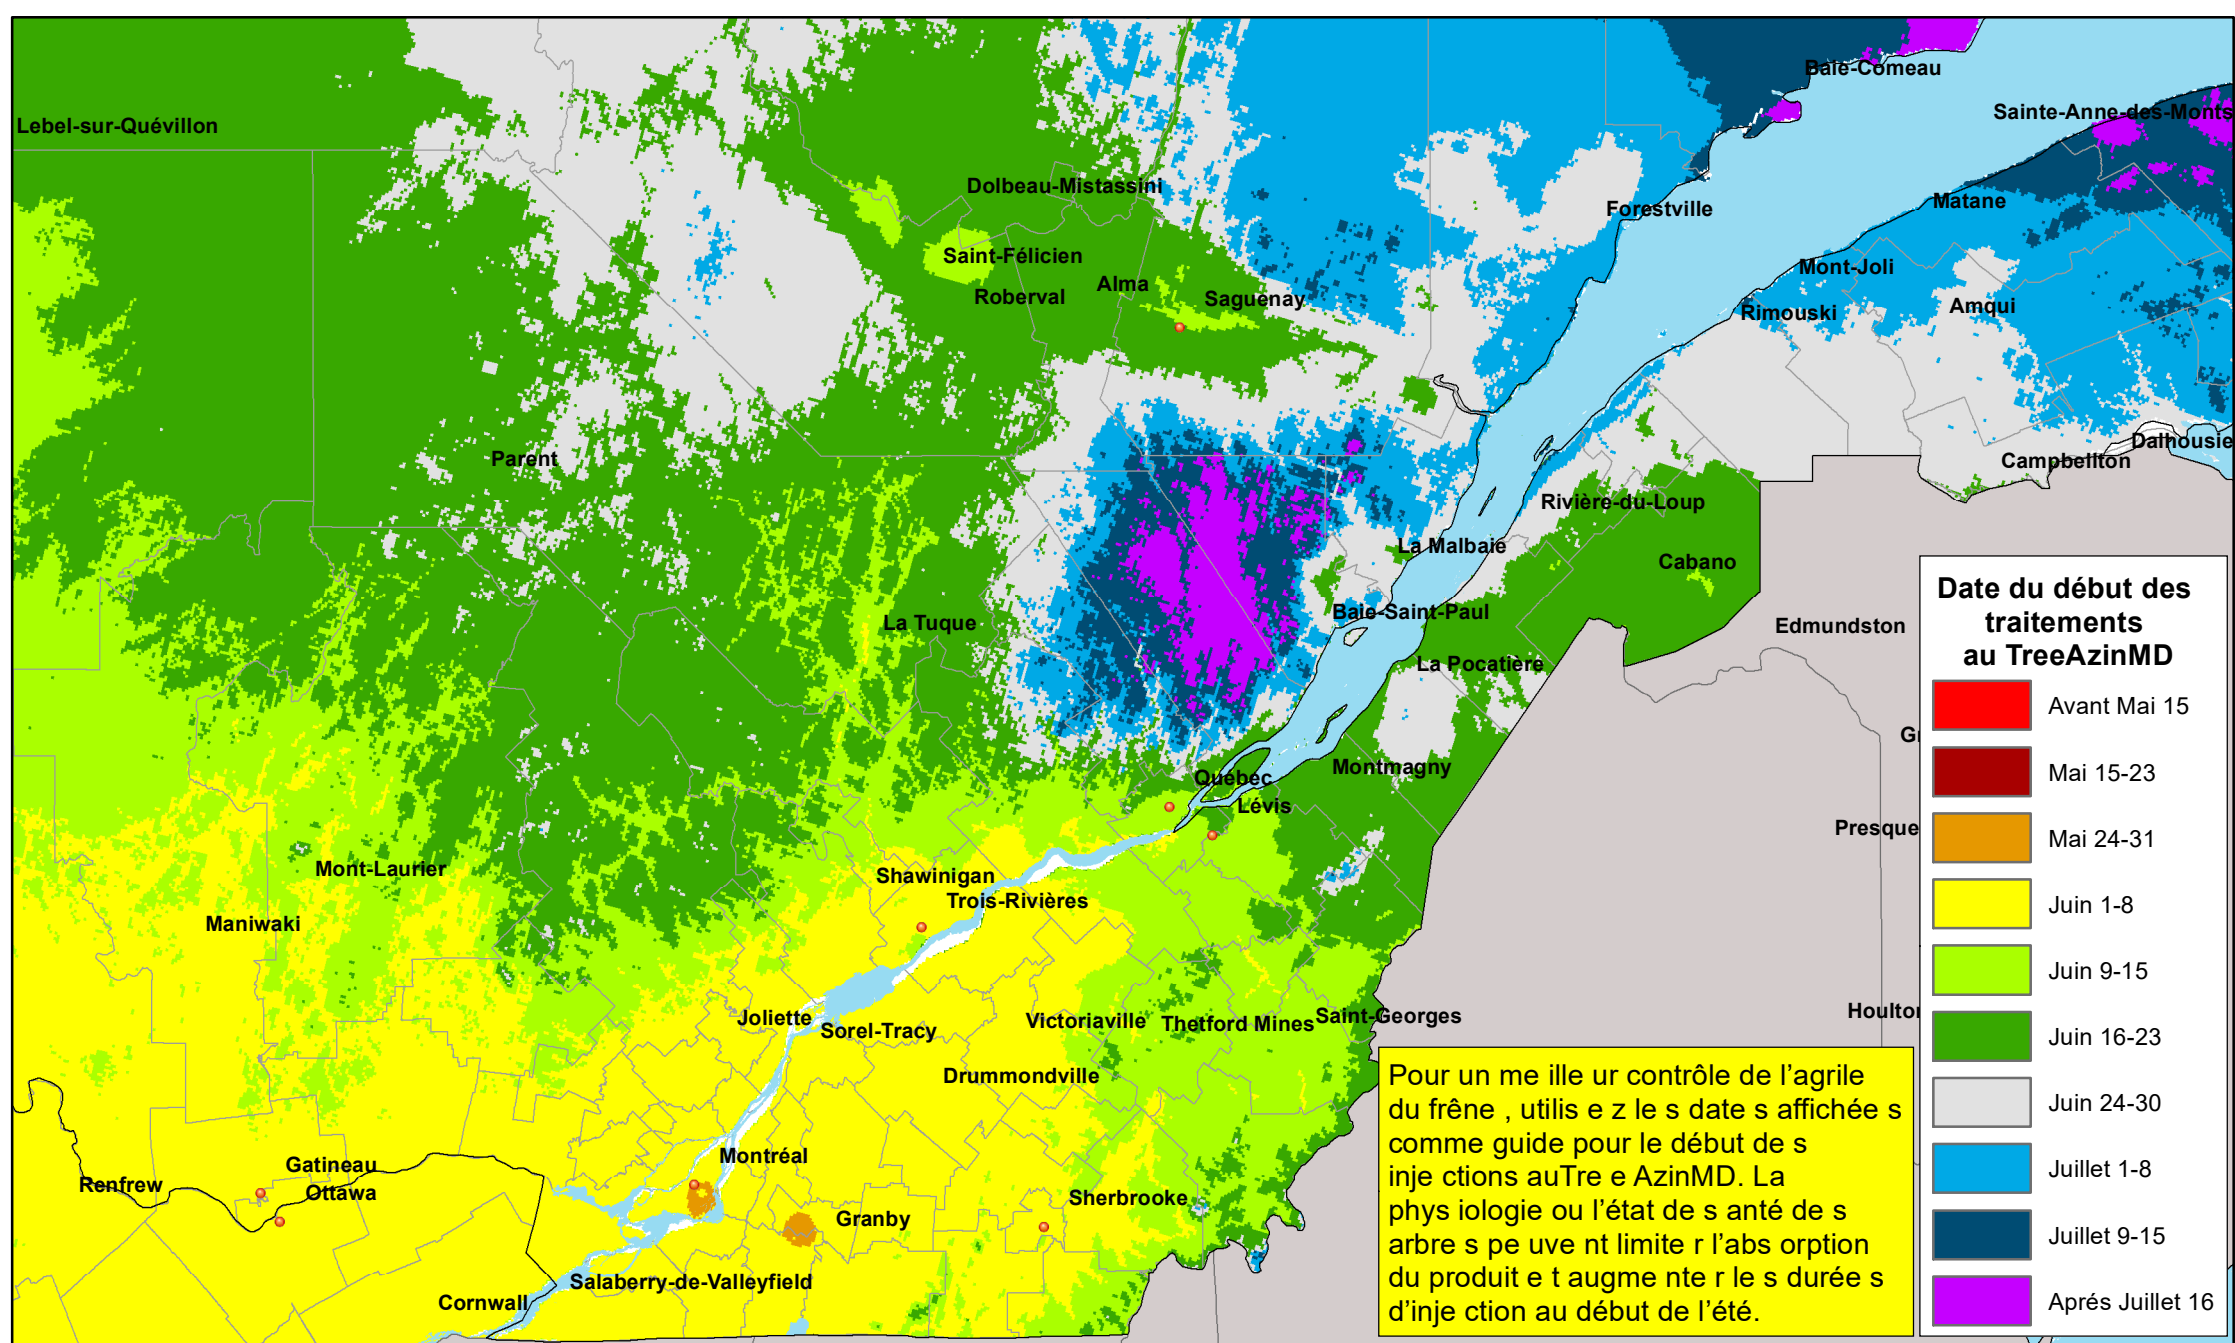 Baie-Comeau
Sainte-Anne-des-Monts
Lebel-sur-Quévillon
Dolbeau-Mistassini
Forestville
Matane
Saint-Félicien
Mont-Joli
Alma
Roberval
Saguenay
Amqui
Rimouski
Dalhousie
Parent
Campbellton
Rivière-du-Loup
La Malbaie
Cabano
Baie-Saint-Paul
La Tuque
Edmundston
La Pocatière
Québec
Montmagny
Lévis
Presque
Mont-Laurier
Shawinigan
Trois-Rivières
Maniwaki
Houlton
Joliette
Sorel-Tracy
Victoriaville
Thetford Mines
Saint-Georges
Drummondville
Montréal
Gatineau
Renfrew
Ottawa
Sherbrooke
Granby
Salaberry-de-Valleyfield
Cornwall
Date du début des
traitements
au TreeAzinMD
Avant Mai 15
Mai 15-23
Mai 24-31
Juin 1-8
Juin 9-15
Juin 16-23
Juin 24-30
Juillet 1-8
Juillet 9-15
Aprés Juillet 16
Pour un me ille ur contrôle de l'agrile
du frêne , utilis e z le s date s affichée s
comme guide pour le début de s
inje ctions auTre e AzinMD. La
phys iologie ou l'état de s anté de s
arbre s pe uve nt limite r l'abs orption
du produit e t augme nte r le s durée s
d'inje ction au début de l'été.